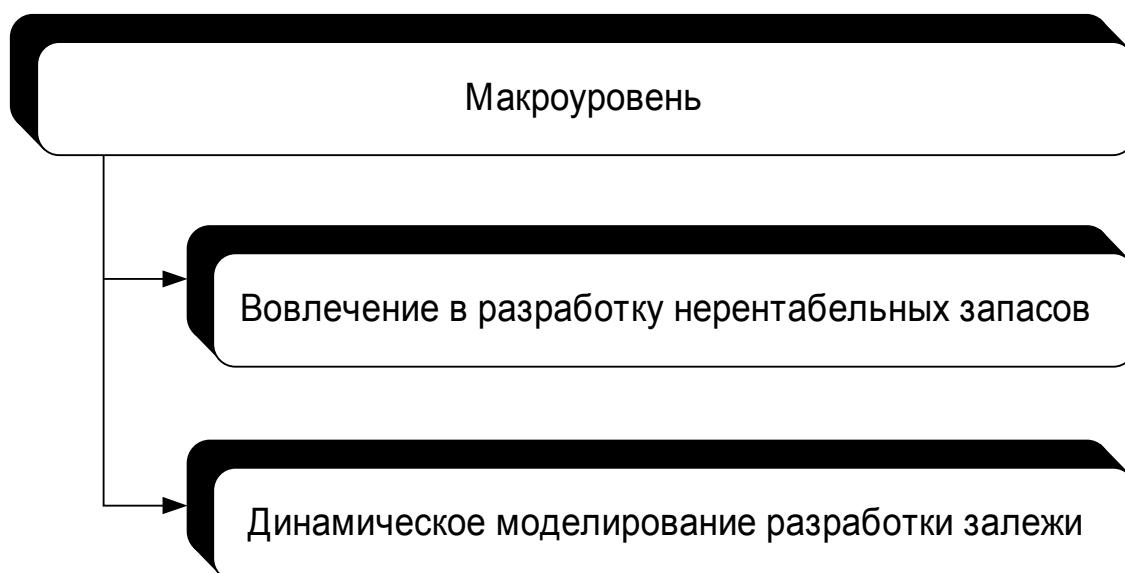 Макроуровень
Вовлечение в разработку нерентабельных запасов
Динамическое моделирование разработки залежи